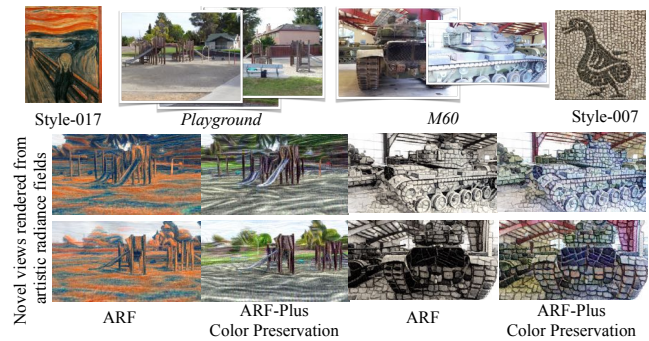 Style-017
Playground
M60
Style-007
Novel views rendered from
artistic radiance fields
ARF
ARF-Plus
Color Preservation
ARF
ARF-Plus
Color Preservation